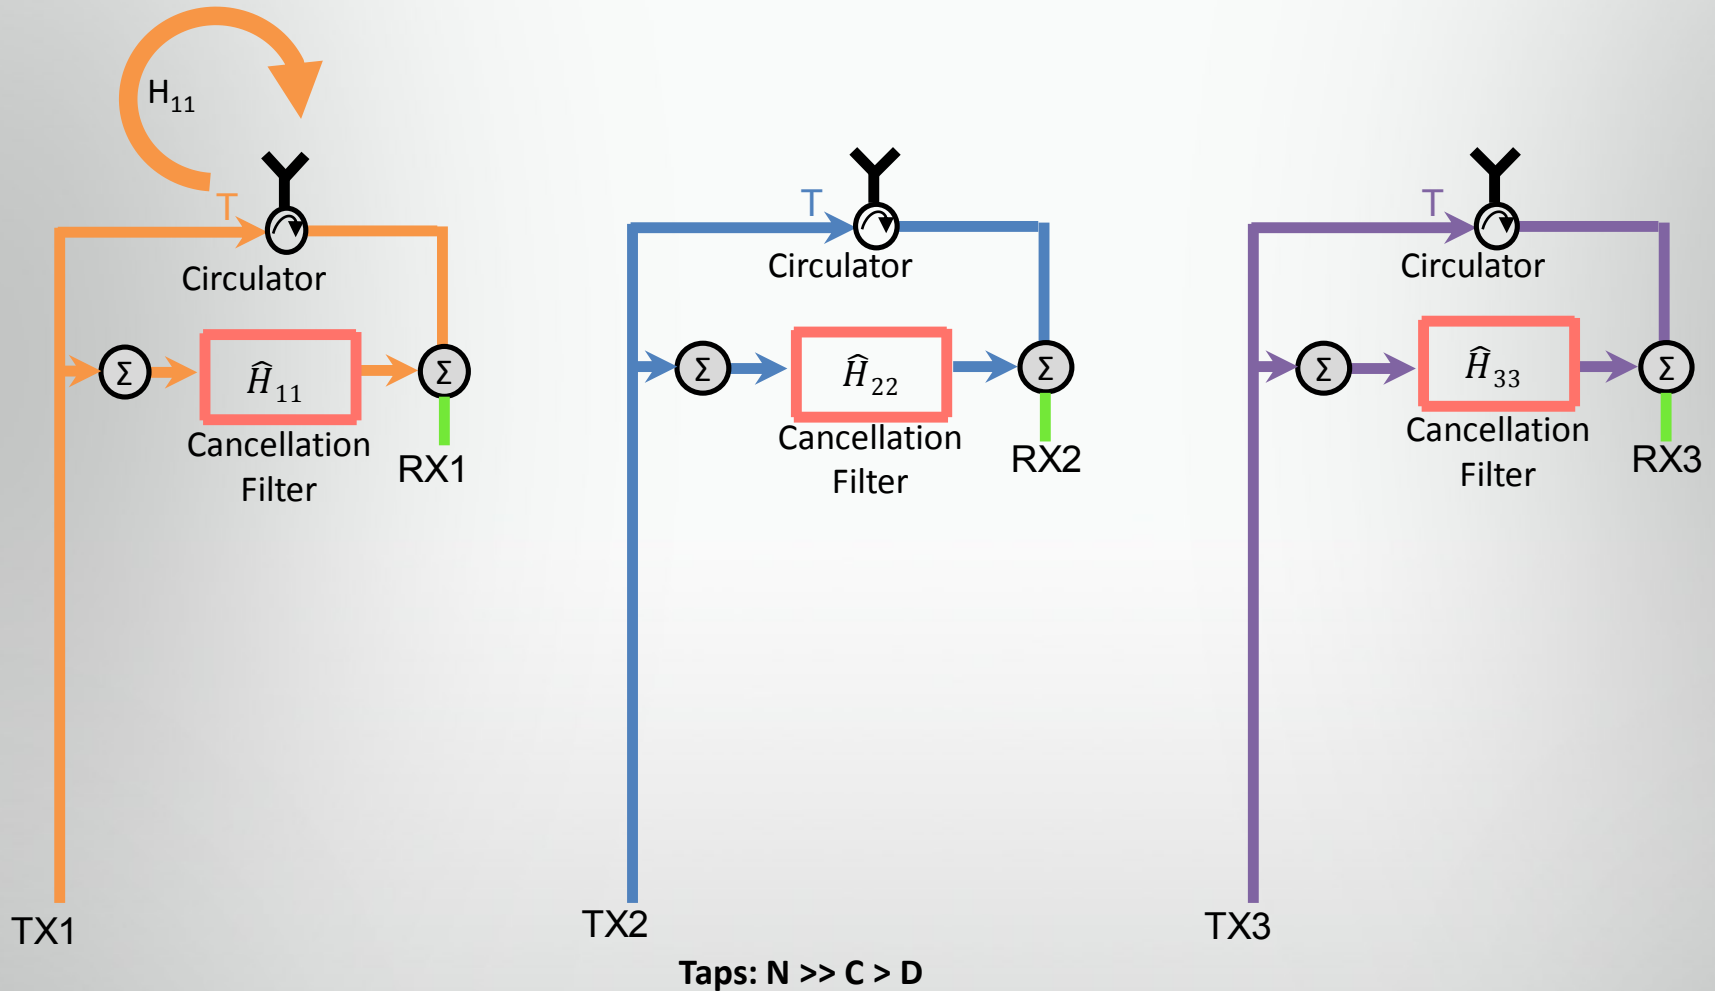 H11
T
T
T
Circulator
Circulator
Circulator
Σ
Ĥ11
Σ
Σ
Ĥ22
Σ
Σ
Ĥ33
Σ
Cancellation
Filter
RX1
Cancellation
Filter
RX2
Cancellation
Filter
RX3
TX1
TX2
TX3
Taps: N >> C > D